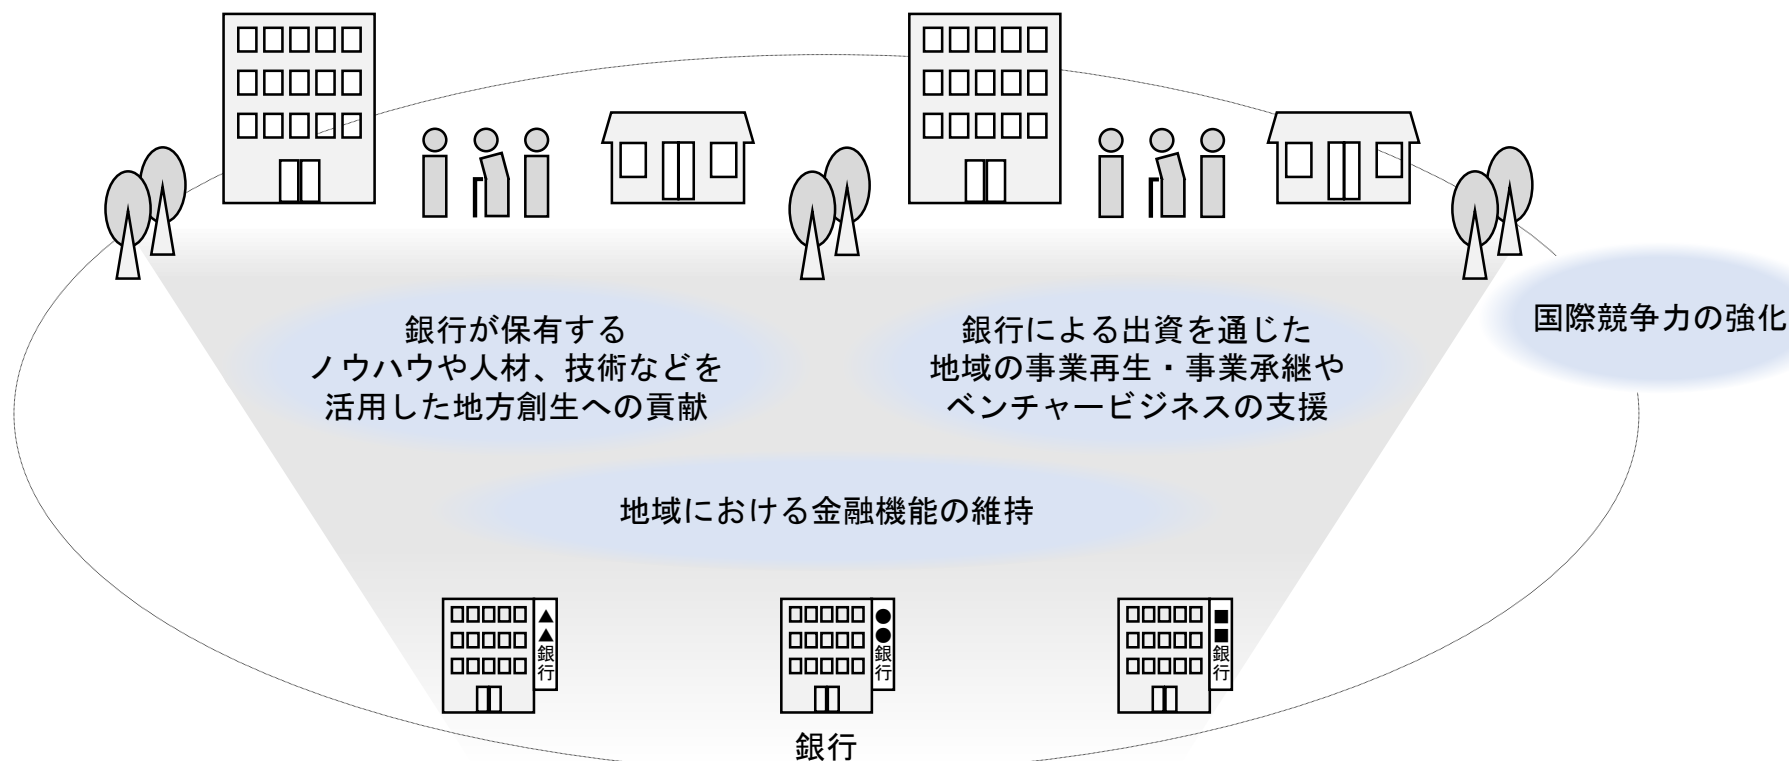 銀行が保有する
ノウハウや人材、技術などを
活用した地方創生への貢献
銀行による出資を通じた
地域の事業再生・事業承継や
ベンチャービジネスの支援
国際競争力の強化
地域における金融機能の維持
▲▲銀行
●●銀行
■■銀行
銀行